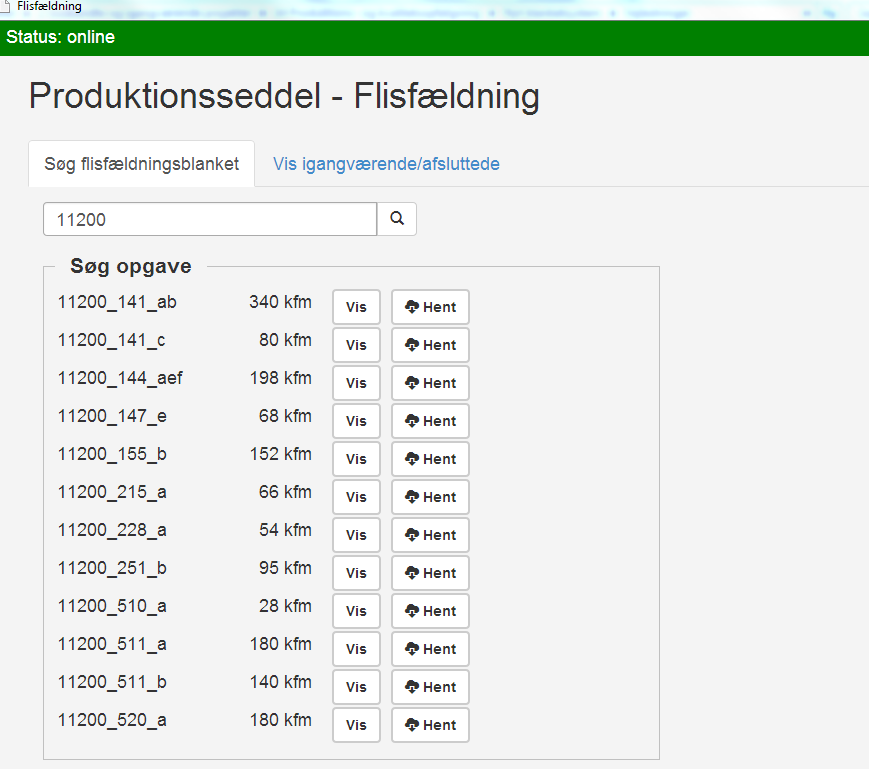 Flisfældning
Status: online
Produktionsseddel - Flisfældning
Søg flisfældningsblanket Vis igangværende/afsluttede
11200
Søg opgave
11200_141_ab 340 kfm Vis Hent
11200_141_c 80 kfm Vis Hent
11200_144_aef 198 kfm Vis Hent
11200_147_e 68 kfm Vis Hent
11200_155_b 152 kfm Vis Hent
11200_215_a 66 kfm Vis Hent
11200_228_a 54 kfm Vis Hent
11200_251_b 95 kfm Vis Hent
11200_510_a 28 kfm Vis Hent
11200_511_a 180 kfm Vis Hent
11200_511_b 140 kfm Vis Hent
11200_520_a 180 kfm Vis Hent